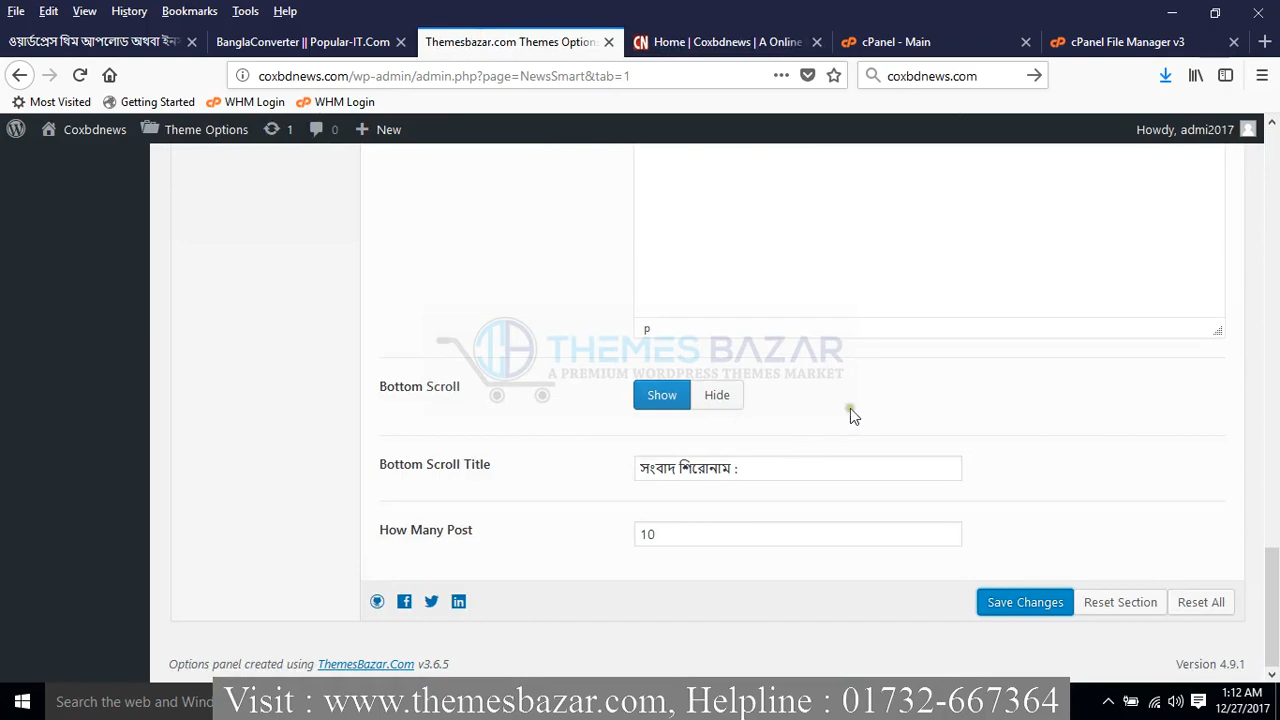 File Edit View History Bookmarks Tools Help
ওয়ার্ডপ্রেস থিম আপলোড অথবা ইনস
BanglaConverter || Popular-IT.Com
Themesbazar.com Themes Option
Home | Coxbdnews | A Online
cPanel - Main
cPanel File Manager v3
coxbdnews.com/wp-admin/admin.php?page=NewsSmart&tab=1
coxbdnews.com
Most Visited Getting Started WHM Login WHM Login
Coxbdnews Theme Options 1 0 New Howdy, admi2017
p
THEMES BAZAR
A PREMIUM WORDPRESS THEMES MARKET
Bottom Scroll Show Hide
Bottom Scroll Title সংবাদ শিরোনাম :
How Many Post 10
Save Changes Reset Section Reset All
Options panel created using ThemesBazar.Com v3.6.5 Version 4.9.1
Search the web and Wind
Visit : www.themesbazar.com, Helpline : 01732-667364
1:12 AM
12/27/2017